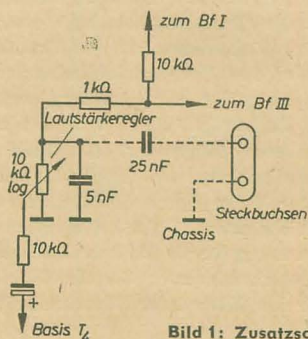 zum Bf I
10 kΩ
1 kΩ
zum Bf III
Lautstärkeregler
10
kΩ
log
25 nF
5 nF
Steckbuchsen
Chassis
10 kΩ
+
Basis T4
Bild 1: Zusatzsc